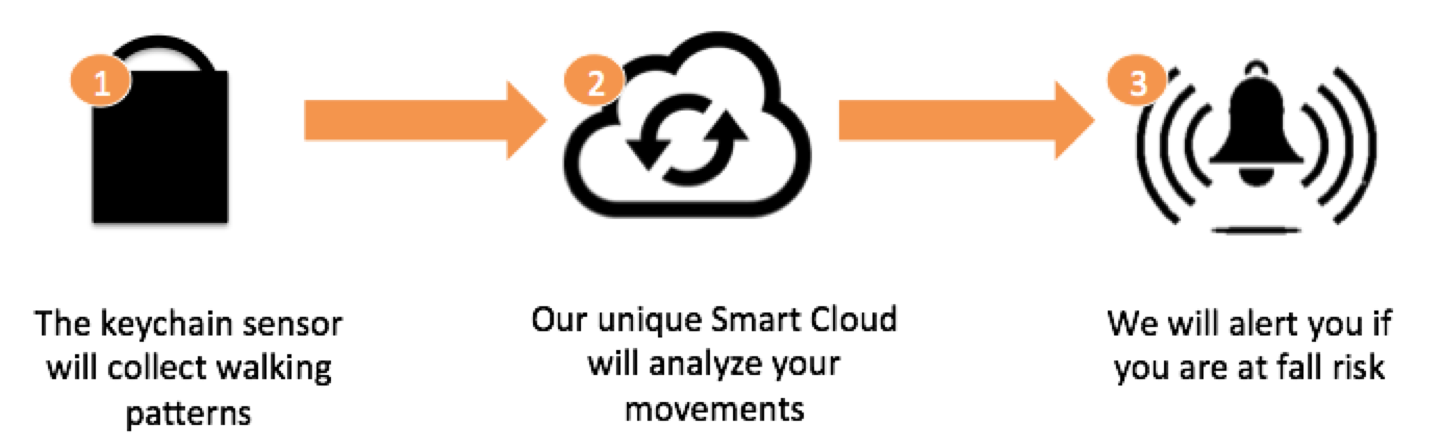 1
The keychain sensor
will collect walking
patterns
2
Our unique Smart Cloud
will analyze your
movements
3
We will alert you if
you are at fall risk